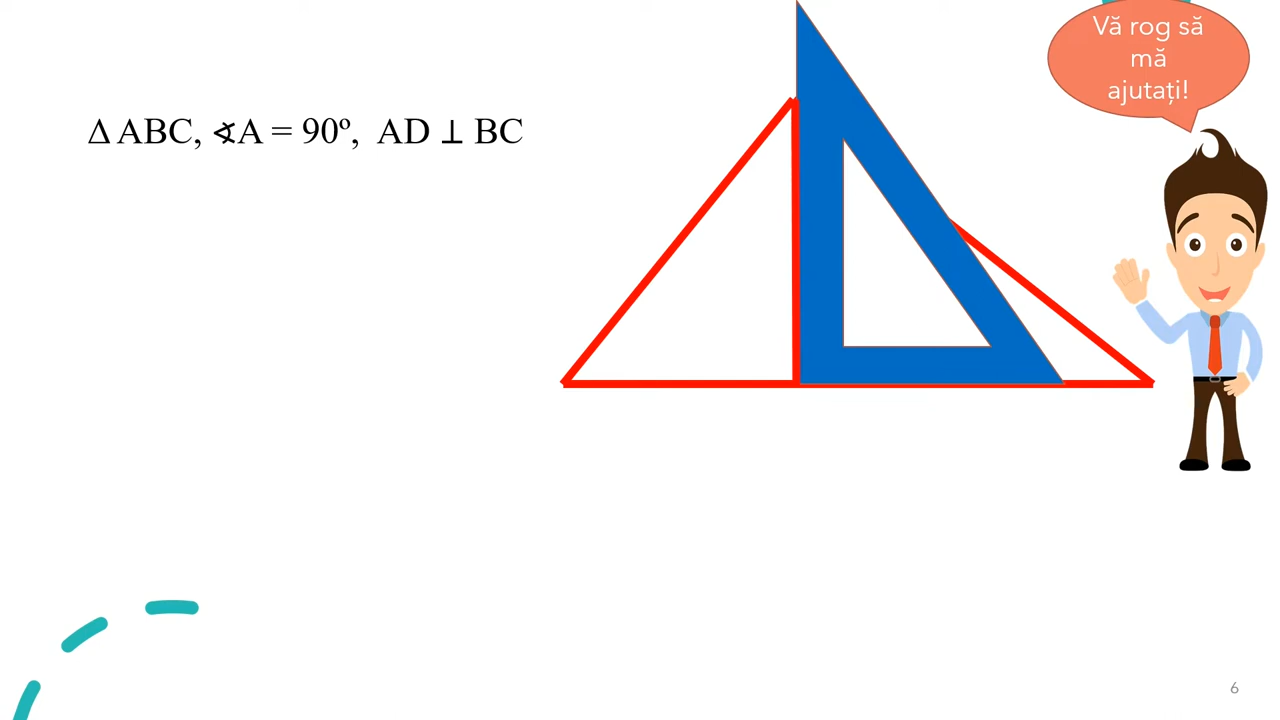 Vă rog să
mă
ajutați!
Δ ABC, ∢A = 90º, AD ⊥ BC
6